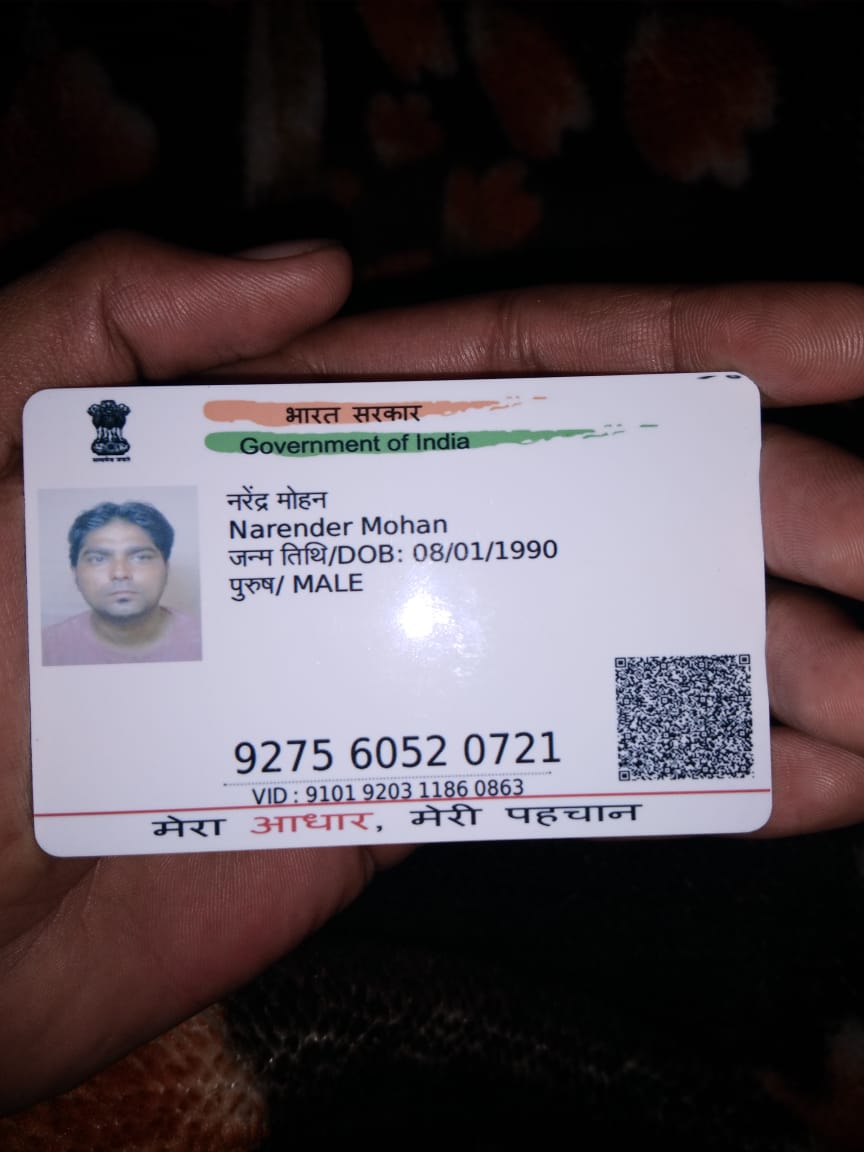 भारत सरकार
Government of India
नरेंद्र मोहन
Narender Mohan
जन्म तिथि/DOB: 08/01/1990
पुरुष/ MALE
9275 6052 0721
VID : 9101 9203 1186 0863
मेरा आधार, मेरी पहचान